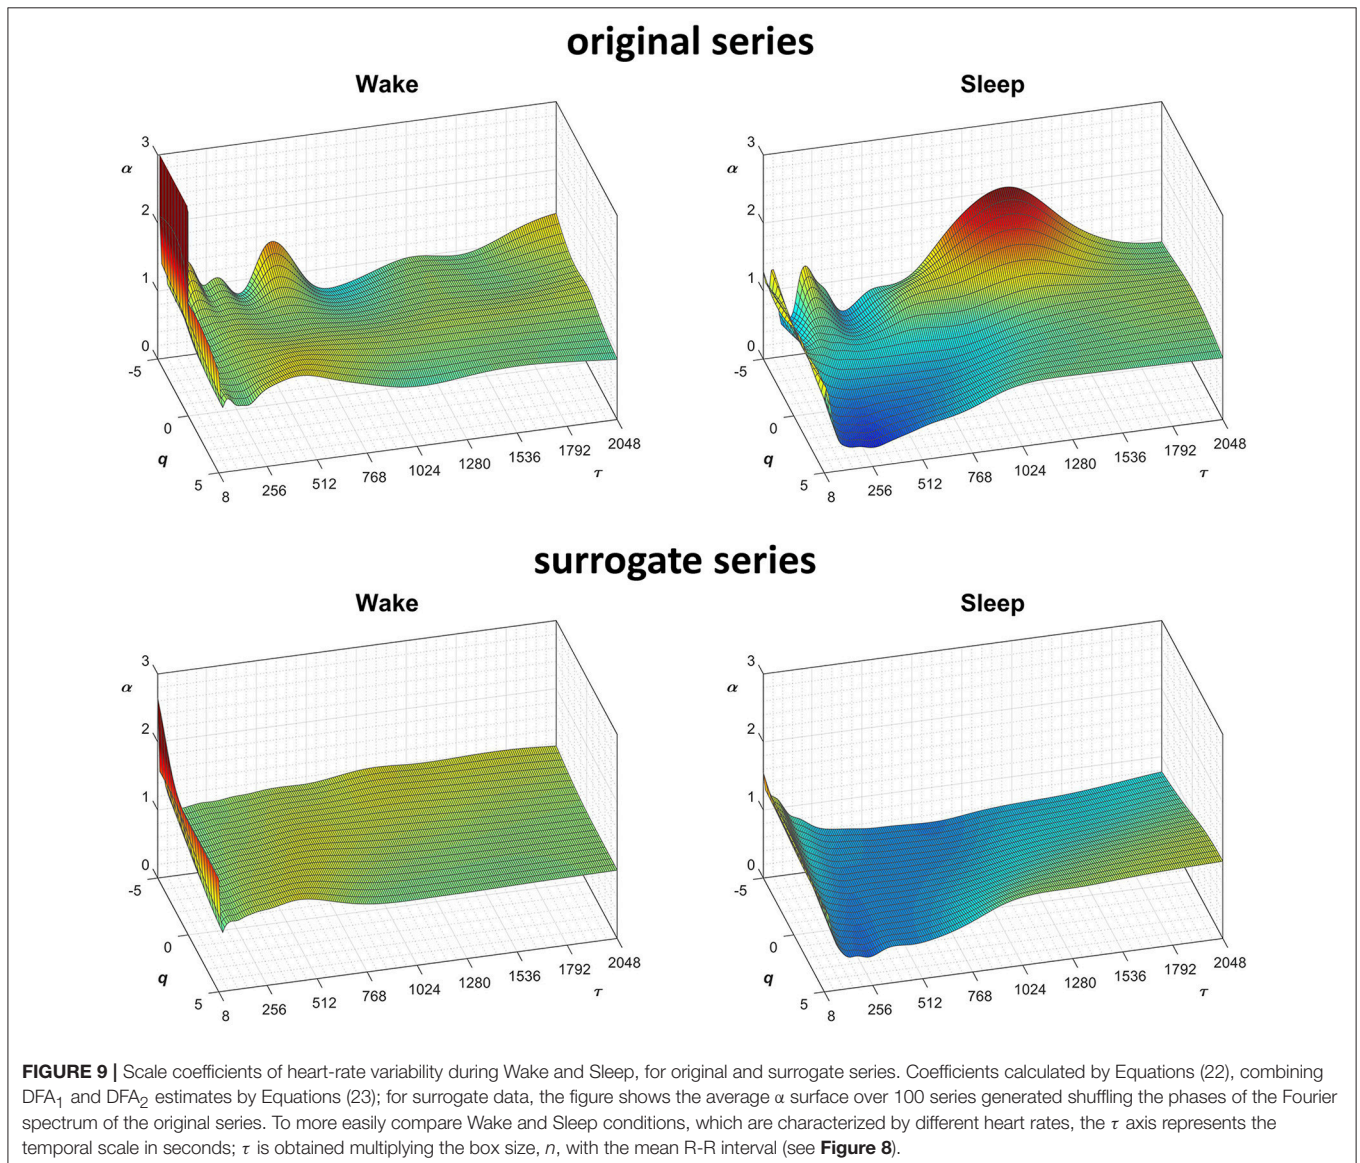 original series
Wake
Sleep
3
α
2
1
0
-5
0
q
5
8
256
512
768
1024
1280
1536
1792
2048
τ
3
α
2
1
0
-5
0
q
5
8
256
512
768
1024
1280
1536
1792
2048
τ
surrogate series
Wake
Sleep
3
α
2
1
0
-5
0
q
5
8
256
512
768
1024
1280
1536
1792
2048
τ
3
α
2
1
0
-5
0
q
5
8
256
512
768
1024
1280
1536
1792
2048
τ
FIGURE 9 | Scale coefficients of heart-rate variability during Wake and Sleep, for original and surrogate series. Coefficients calculated by Equations (22), combining
DFA1 and DFA2 estimates by Equations (23); for surrogate data, the figure shows the average α surface over 100 series generated shuffling the phases of the Fourier
spectrum of the original series. To more easily compare Wake and Sleep conditions, which are characterized by different heart rates, the τ axis represents the
temporal scale in seconds; τ is obtained multiplying the box size, n, with the mean R-R interval (see Figure 8).